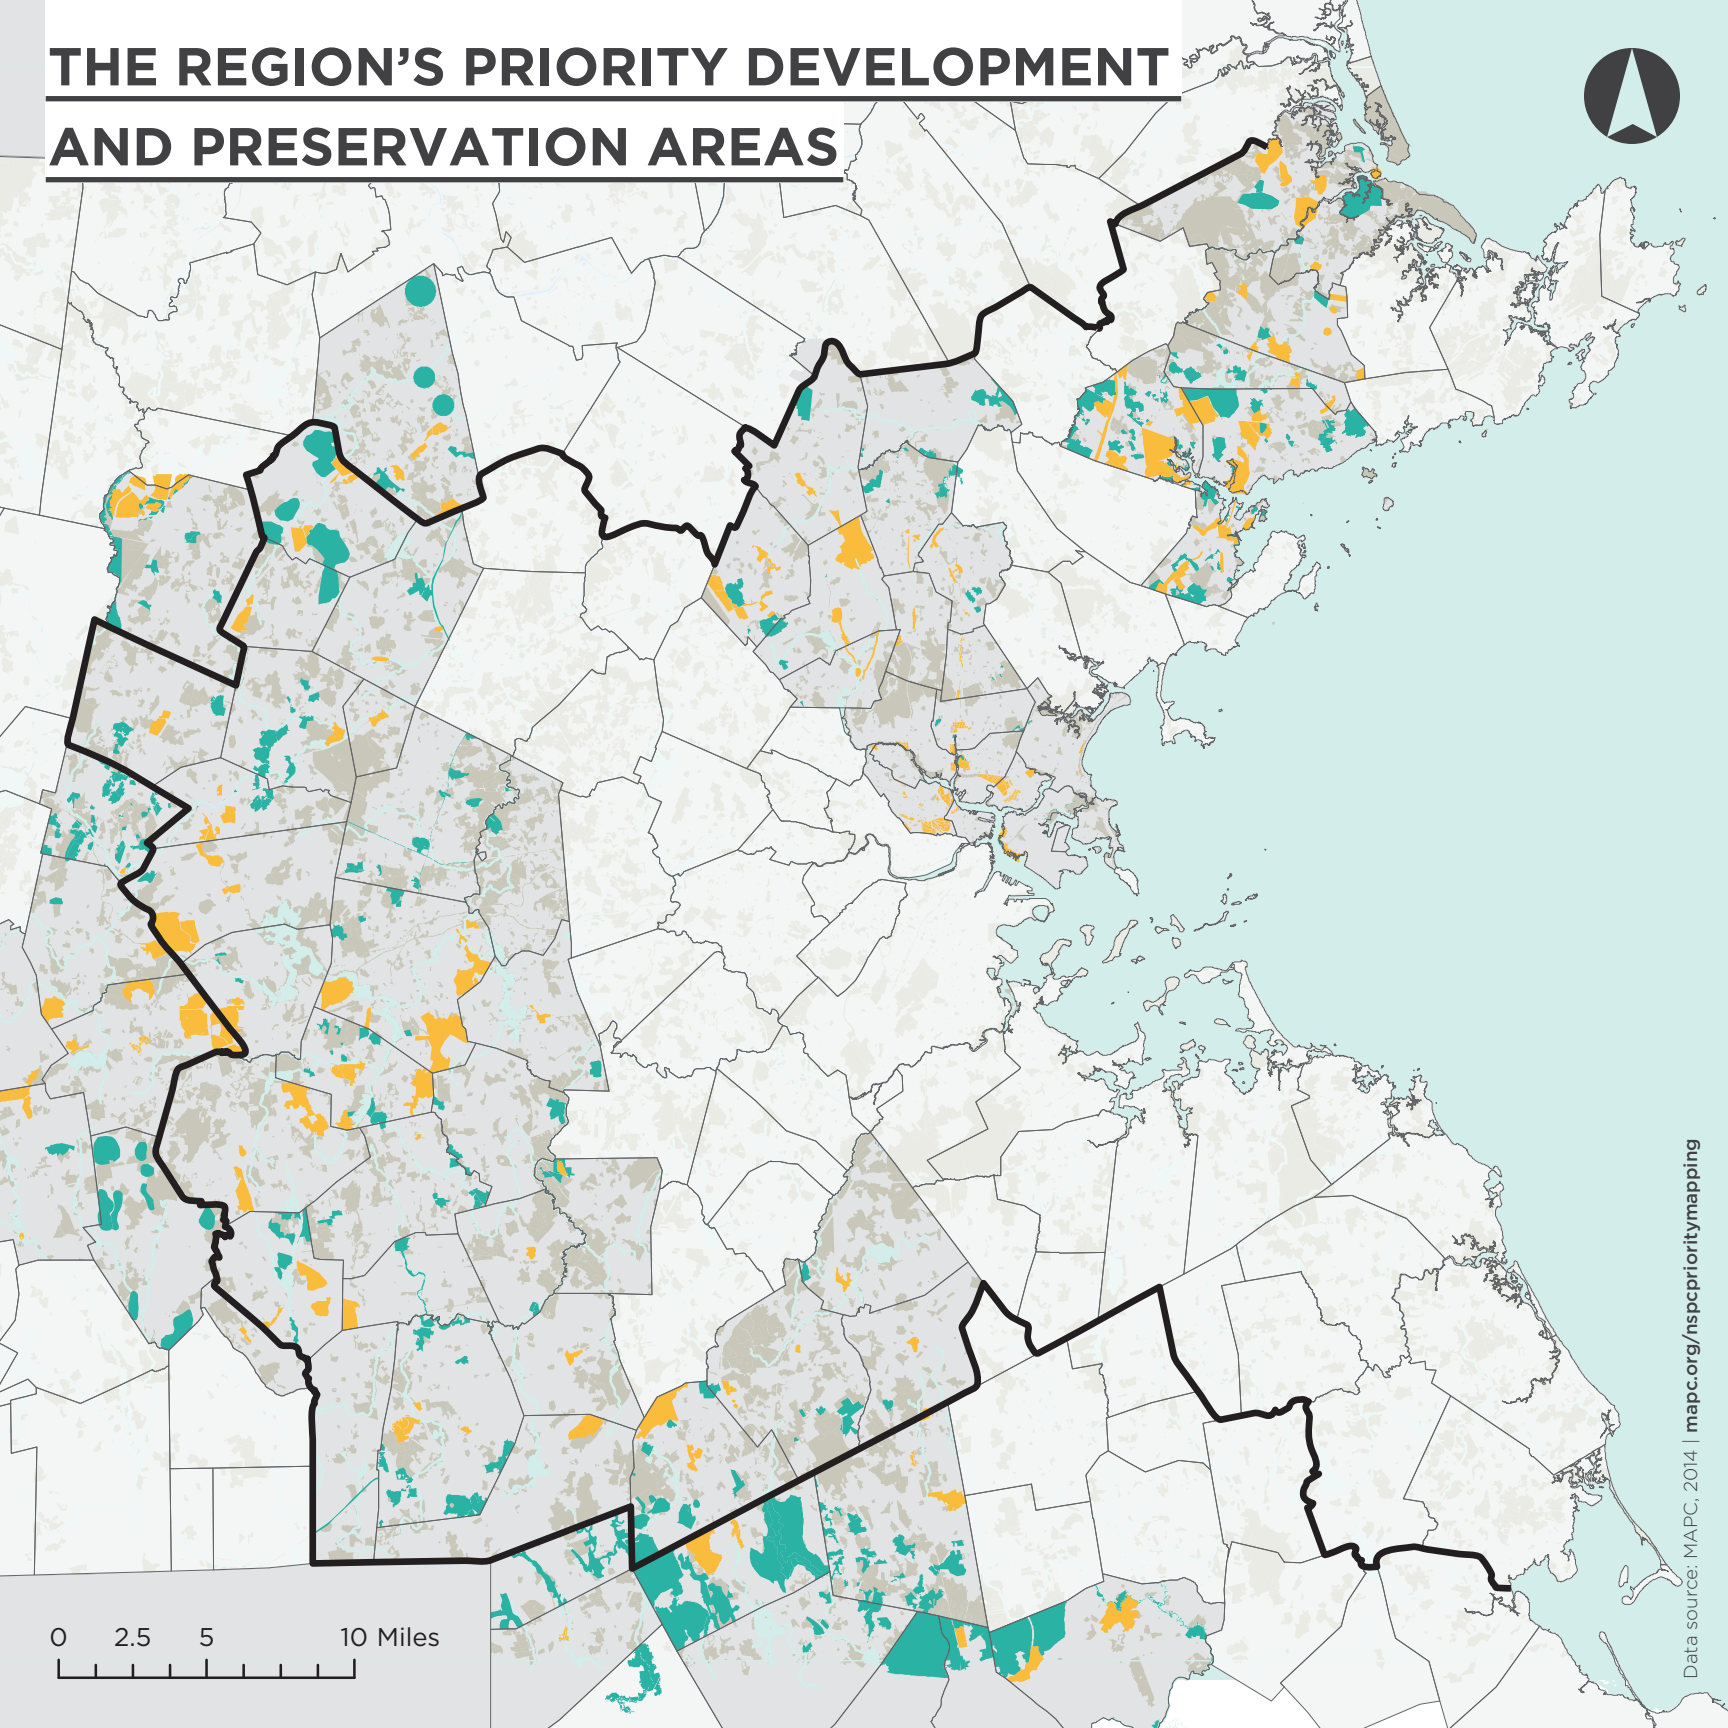 THE REGION’S PRIORITY DEVELOPMENT
AND PRESERVATION AREAS
0 2.5 5 10 Miles
Data source: MAPC, 2014 | mapc.org/nspcprioritymapping